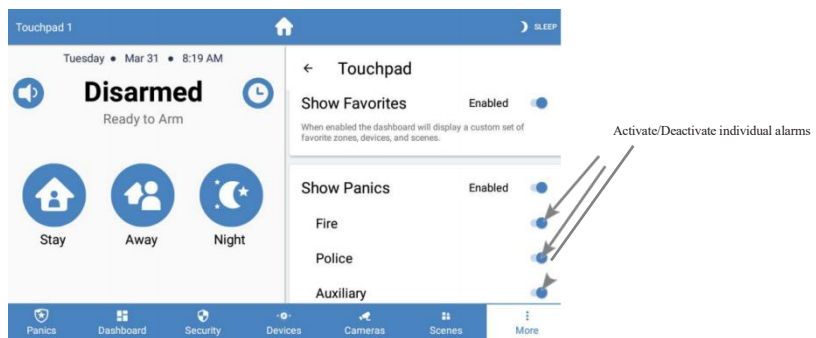 Touchpad 1
SLEEP
Tuesday • Mar 31 • 8:19 AM
Disarmed
Ready to Arm
Stay
Away
Night
← Touchpad
Show Favorites Enabled
When enabled the dashboard will display a custom set of
favorite zones, devices, and scenes.
Show Panics Enabled
Fire
Police
Auxiliary
Activate/Deactivate individual alarms
Panics
Dashboard
Security
Devices
Cameras
Scenes
More